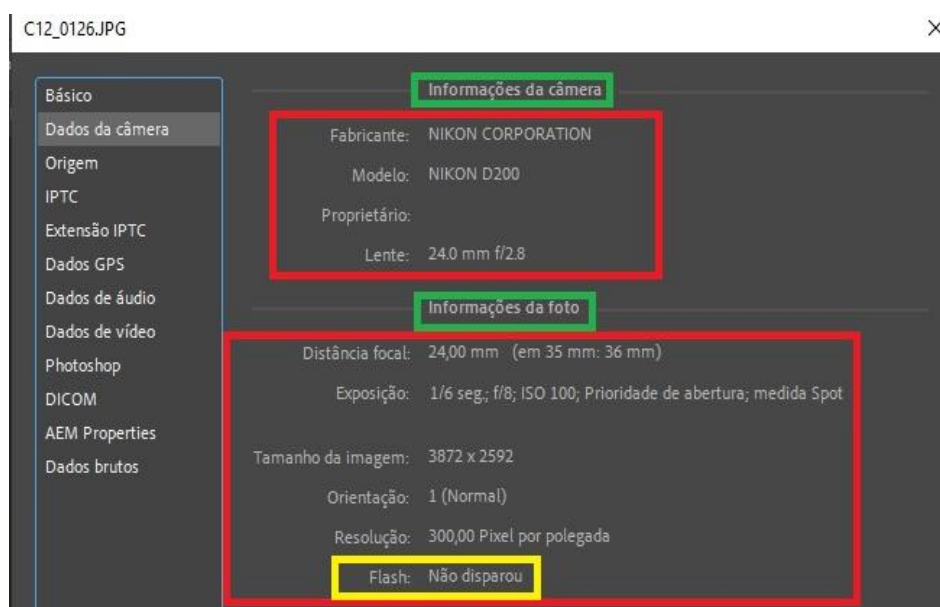 C12_0126.JPG
Básico
Dados da câmera
Origem
IPTC
Extensão IPTC
Dados GPS
Dados de áudio
Dados de vídeo
Photoshop
DICOM
AEM Properties
Dados brutos
Informações da câmera
Fabricante: NIKON CORPORATION
Modelo: NIKON D200
Proprietário:
Lente: 24.0 mm f/2.8
Informações da foto
Distância focal: 24,00 mm (em 35 mm: 36 mm)
Exposição: 1/6 seg.; f/8; ISO 100; Prioridade de abertura; medida Spot
Tamanho da imagem: 3872 x 2592
Orientação: 1 (Normal)
Resolução: 300,00 Pixel por polegada
Flash: Não disparou